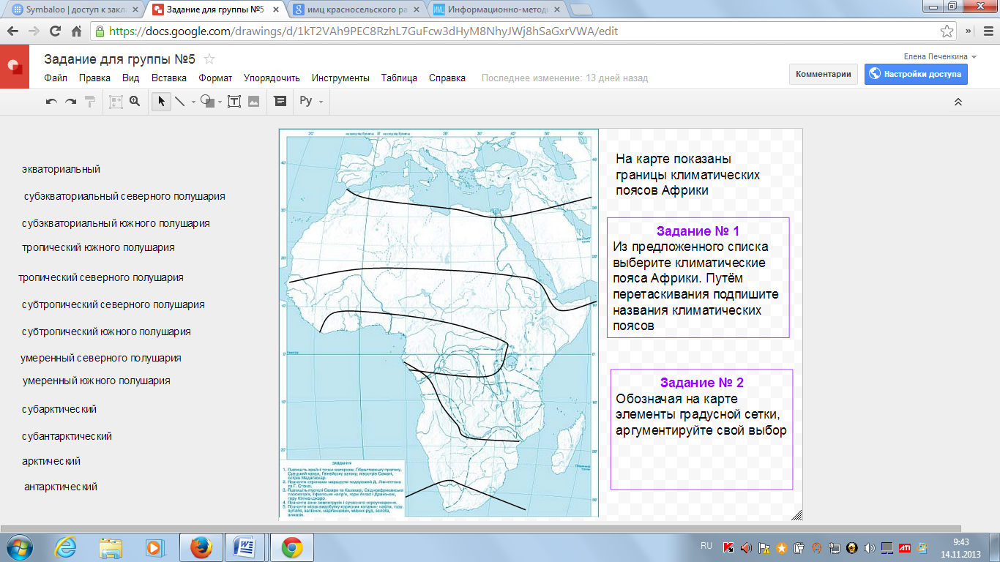 Symbaloo | доступ к закл
Задание для группы №5
имц красносельского ра
Информационно-методи
https://docs.google.com/drawings/d/1kT2VAh9PEC8RzhL7GuFcw3dHyM8NhyJWj8hSaGxrVWA/edit
Задание для группы №5
Елена Печенкина
Файл Правка Вид Вставка Формат Упорядочить Инструменты Таблица Справка Последнее изменение: 13 дней назад
Комментарии
Настройки доступа
Ру
экваториальный
субэкваториальный северного полушария
субэкваториальный южного полушария
тропический южного полушария
тропический северного полушария
субтропический северного полушария
субтропический южного полушария
умеренный северного полушария
умеренный южного полушария
субарктический
субантарктический
арктический
антарктический
ЗАВДАННЯ
На карте показаны
границы климатических
поясов Африки
Задание № 1
Из предложенного списка
выберите климатические
пояса Африки. Путём
перетаскивания подпишите
названия климатических
поясов
Задание № 2
Обозначая на карте
элементы градусной сетки,
аргументируйте свой выбор
RU
9:43
14.11.2013